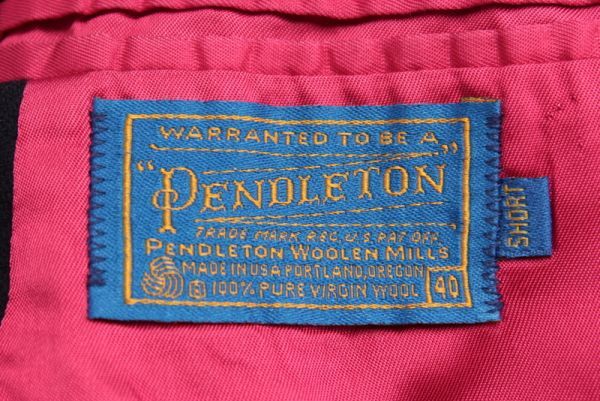 WARRANTED TO BE A
"PENDLETON"
TRADE MARK REG. U.S. PAT. OFF.
PENDLETON WOOLEN MILLS
MADE IN U.S.A. PORTLAND, OREGON
100% PURE VIRGIN WOOL 40
SHORT